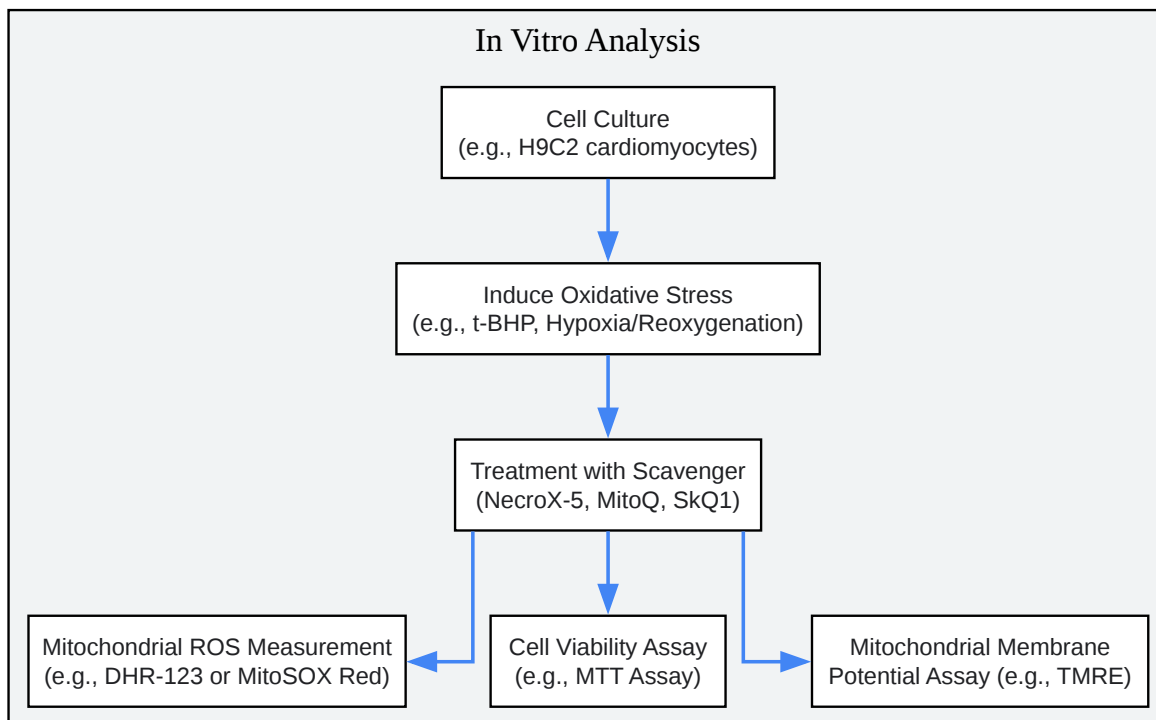 In Vitro Analysis
Cell Culture
(e.g., H9C2 cardiomyocytes)
Induce Oxidative Stress
(e.g., t-BHP, Hypoxia/Reoxygenation)
Treatment with Scavenger
(NecroX-5, MitoQ, SkQ1)
Mitochondrial ROS Measurement
(e.g., DHR-123 or MitoSOX Red)
Cell Viability Assay
(e.g., MTT Assay)
Mitochondrial Membrane
Potential Assay (e.g., TMRE)